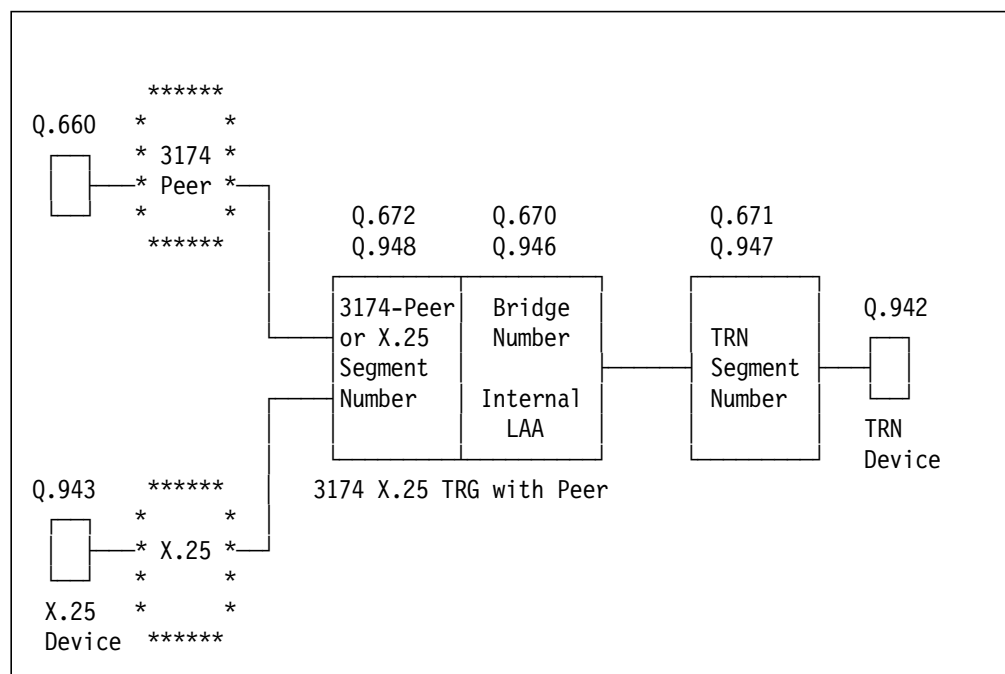 ******
Q.660 * *
* 3174 *
* Peer *
* *
******
Q.672 Q.670 Q.671
Q.948 Q.946 Q.947
3174-Peer Bridge Q.942
or X.25 Number TRN
Segment Segment
Number Internal Number
LAA TRN
Device
Q.943 ****** 3174 X.25 TRG with Peer
* *
* X.25 *
* *
X.25 * *
Device ******